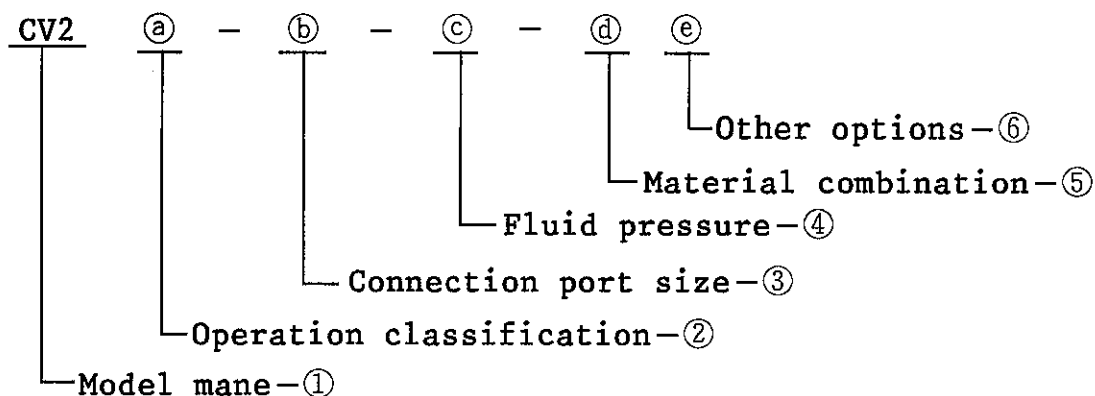 CV2 ⓐ - ⓑ - ⓒ - ⓓ ⓔ
Other options-⑥
Material combination-⑤
Fluid pressure-④
Connection port size-③
Operation classification-②
Model mane-①